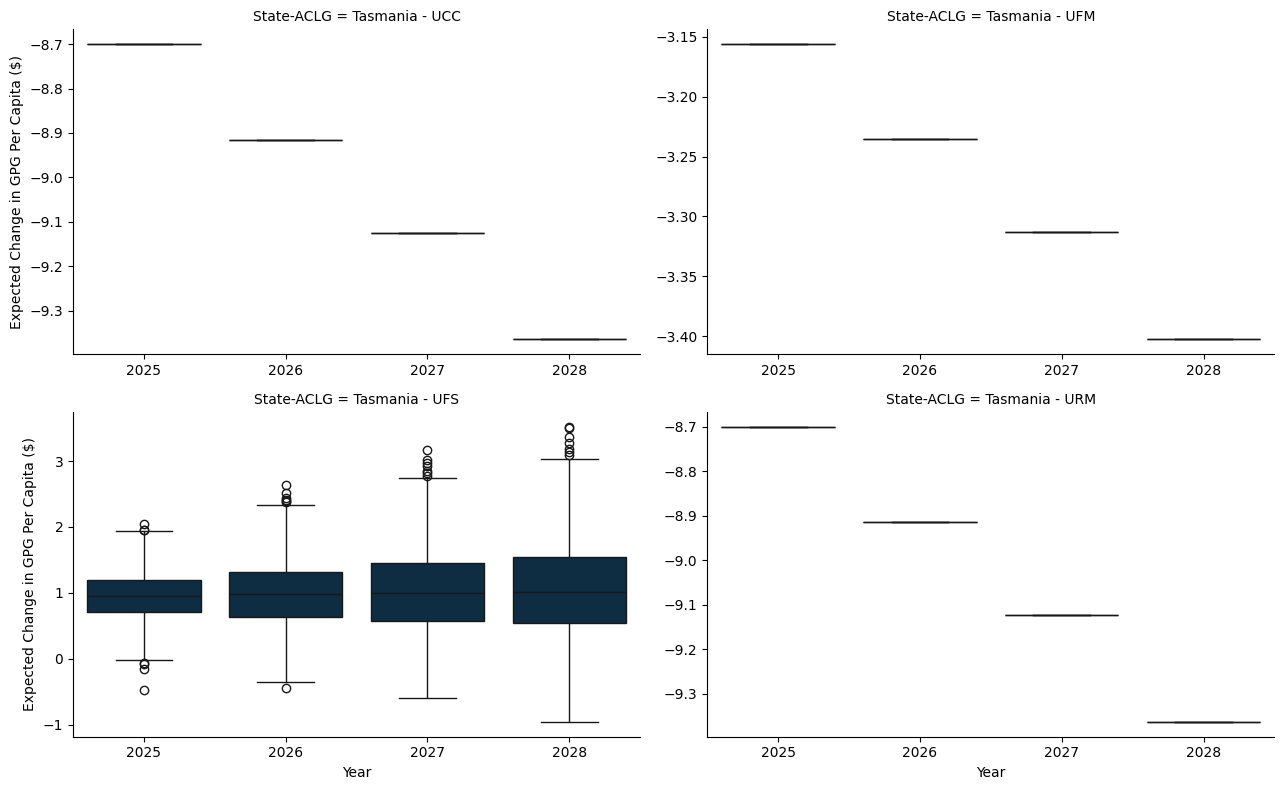 State-ACLG = Tasmania - UCC
Expected Change in GPG Per Capita ($)
−8.7
−8.8
−8.9
−9.0
−9.1
−9.2
−9.3
2025 2026 2027 2028
State-ACLG = Tasmania - UFM
−3.15
−3.20
−3.25
−3.30
−3.35
−3.40
2025 2026 2027 2028
State-ACLG = Tasmania - UFS
Expected Change in GPG Per Capita ($)
3
2
1
0
−1
2025 2026 2027 2028
Year
State-ACLG = Tasmania - URM
−8.7
−8.8
−8.9
−9.0
−9.1
−9.2
−9.3
2025 2026 2027 2028
Year